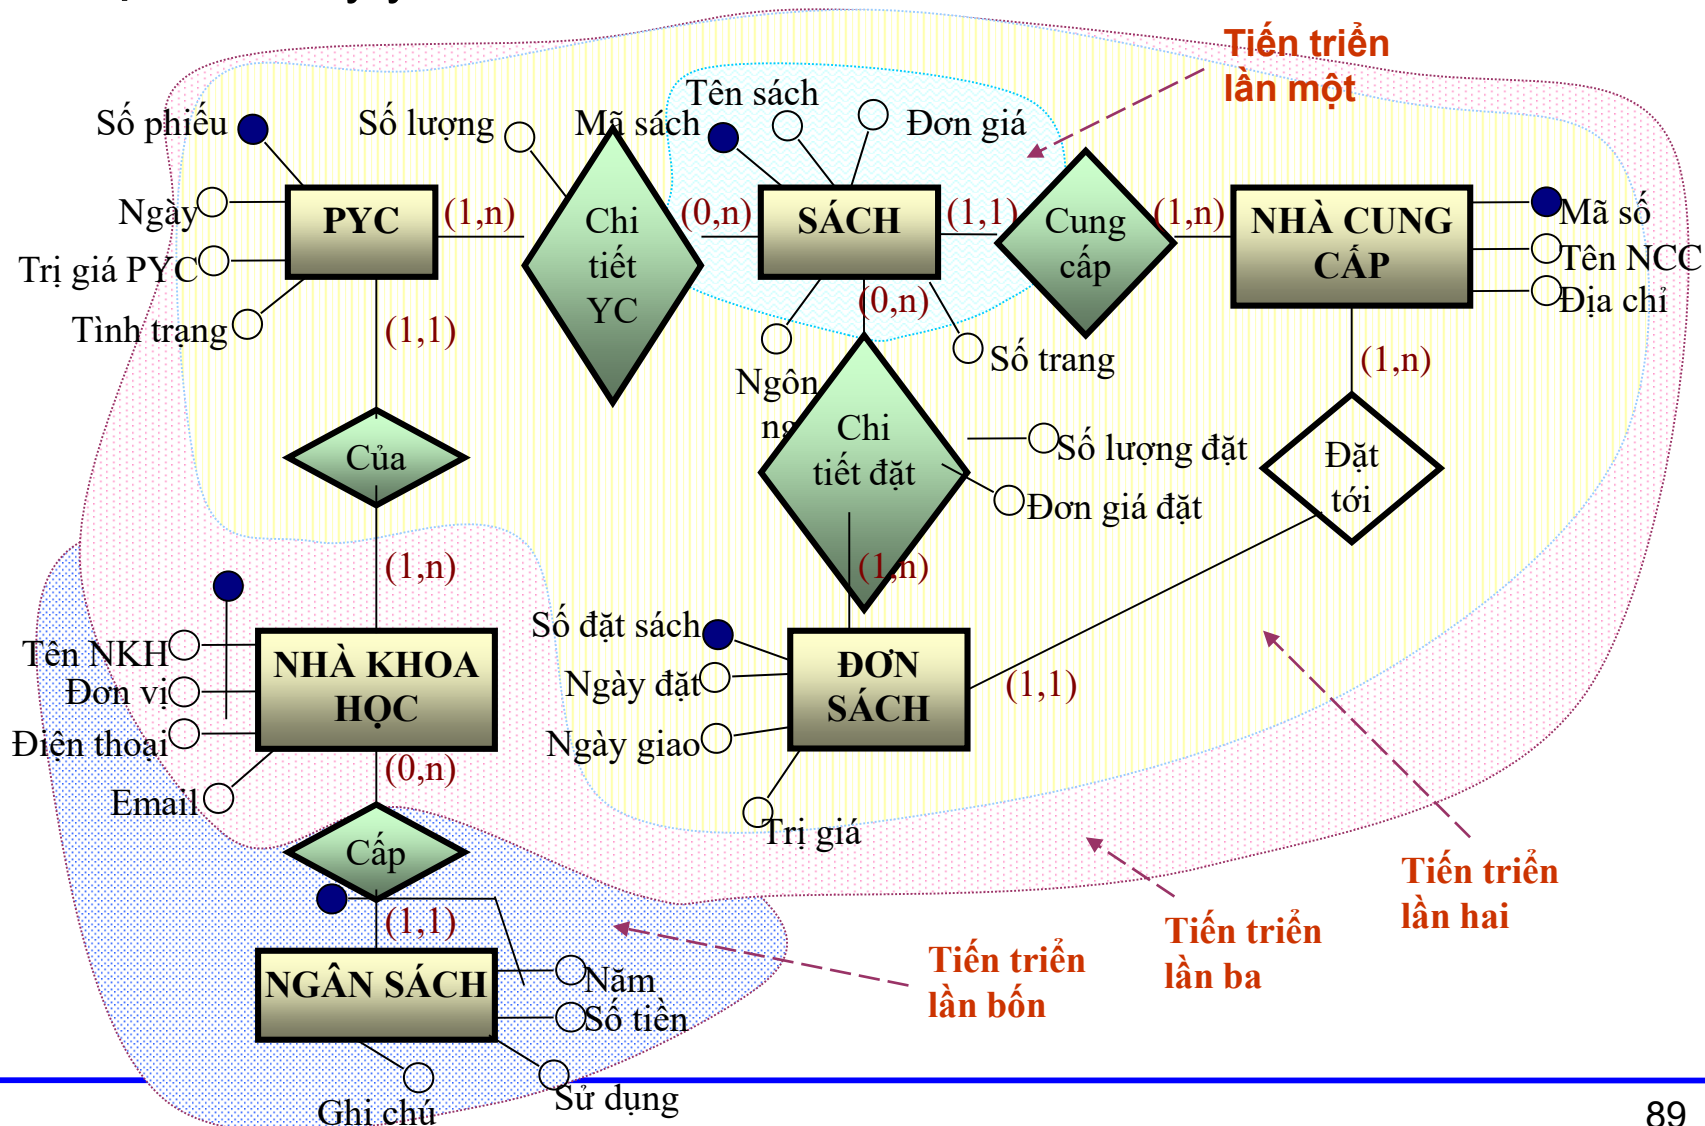 Tiến triển
lần một
Tên sách
Số phiếu
Số lượng
Mã sách
Đơn giá
Ngày
PYC
(1,n)
Chi
tiết
YC
(0,n)
SÁCH
(1,1)
Cung
cấp
(1,n)
NHÀ CUNG
CẤP
Mã số
Tên NCC
Địa chỉ
Trị giá PYC
Tình trạng
(1,1)
(0,n)
Số trang
(1,n)
Ngôn
Của
Chi
tiết đặt
Số lượng đặt
Đơn giá đặt
Đặt
tới
(1,n)
(1,n)
Số đặt sách
Tên NKH
Đơn vị
Điện thoại
Email
NHÀ KHOA
HỌC
Ngày đặt
Ngày giao
ĐƠN
SÁCH
(1,1)
Trị giá
(0,n)
Cấp
(1,1)
NGÂN SÁCH
Năm
Số tiền
Ghi chú
Sử dụng
Tiến triển
lần hai
Tiến triển
lần ba
Tiến triển
lần bốn
89